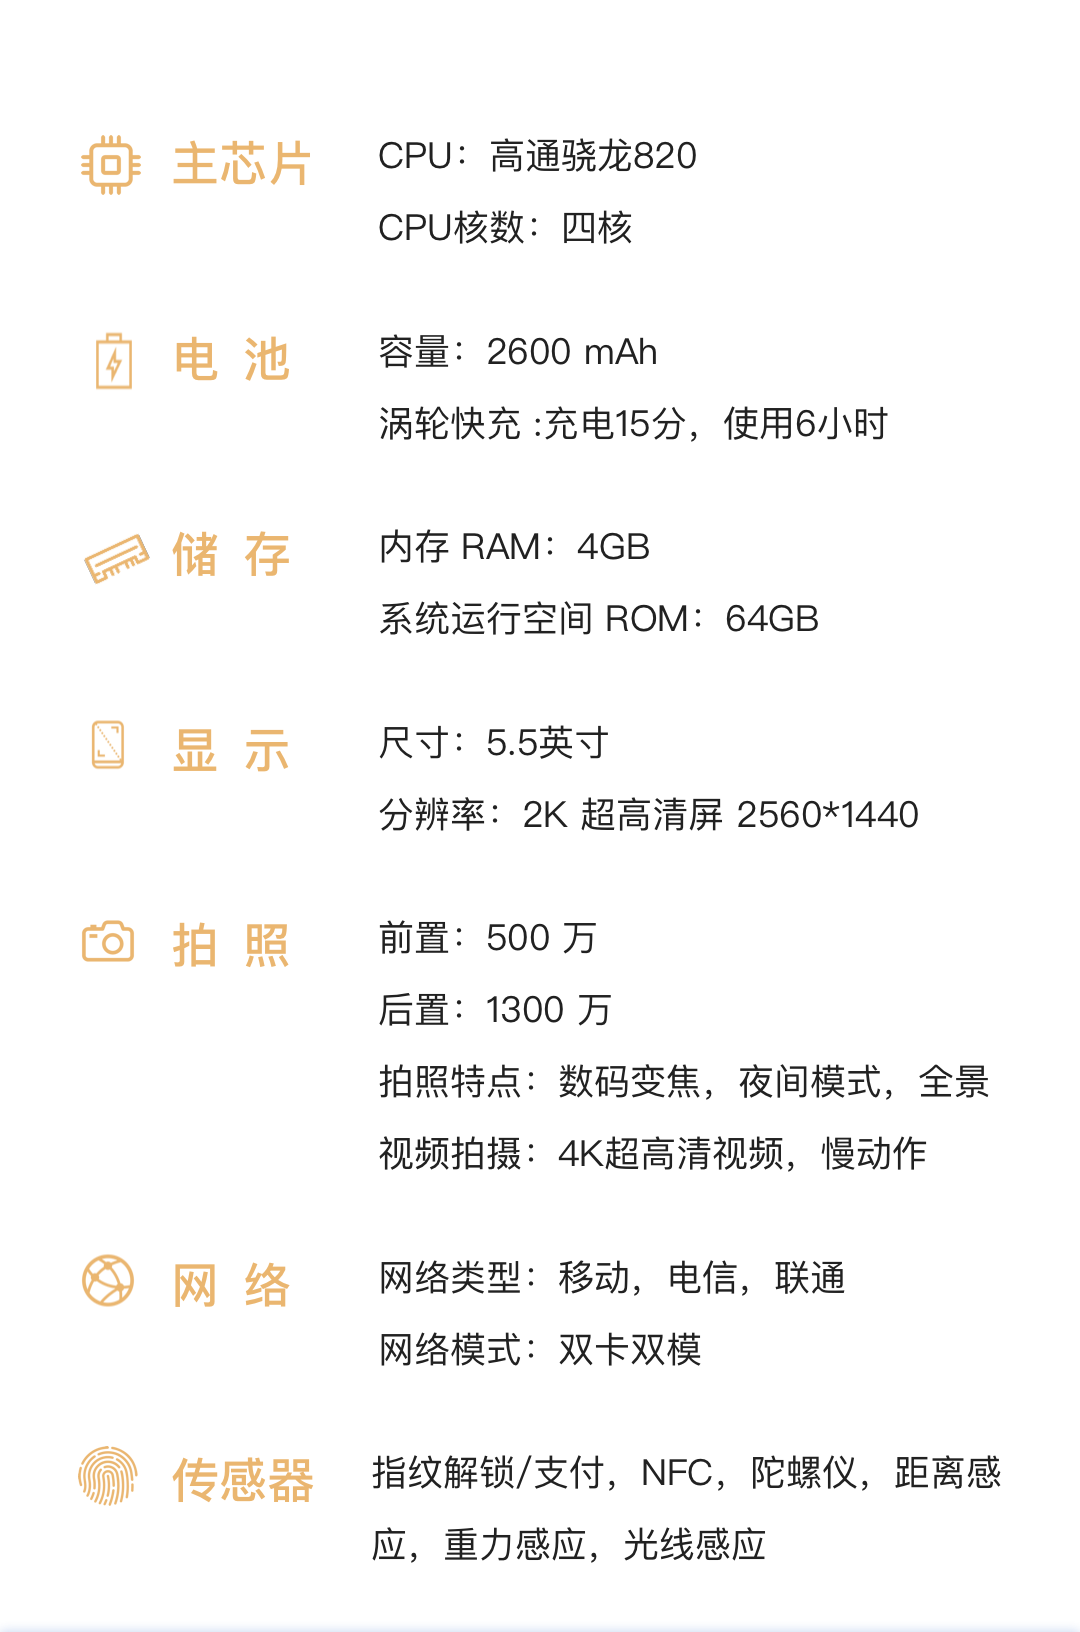 主芯片
CPU：高通骁龙820
CPU核数：四核
电 池
容量：2600 mAh
涡轮快充 :充电15分，使用6小时
储 存
内存 RAM：4GB
系统运行空间 ROM：64GB
显 示
尺寸：5.5英寸
分辨率：2K 超高清屏 2560*1440
拍 照
前置：500 万
后置：1300 万
拍照特点：数码变焦，夜间模式，全景
视频拍摄：4K超高清视频，慢动作
网 络
网络类型：移动，电信，联通
网络模式：双卡双模
传感器
指纹解锁/支付，NFC，陀螺仪，距离感
应，重力感应，光线感应